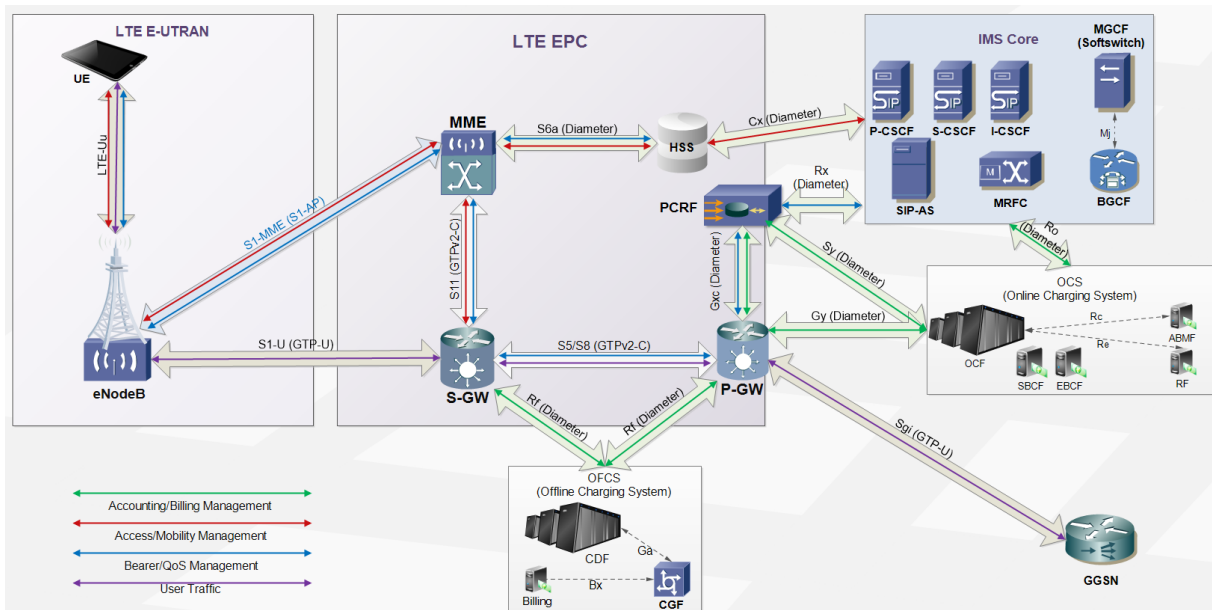 LTE E-UTRAN
UE
LTE-Uu
eNodeB
S1-MME (S1-AP)
S1-U (GTP-U)
LTE EPC
MME
S6a (Diameter)
HSS
S11 (GTPv2-C)
PCRF
Gxc (Diameter)
S5/S8 (GTPv2-C)
S-GW
P-GW
Cx (Diameter)
Rx
(Diameter)
Sy (Diameter)
Gy (Diameter)
Rf (Diameter)
Rf (Diameter)
Sgi (GTP-U)
IMS Core
MGCF
(Softswitch)
SIP
SIP
SIP
P-CSCF
S-CSCF
I-CSCF
Mj
M
SIP-AS
MRFC
BGCF
Ro
(Diameter)
OCS
(Online Charging System)
OCF
Rc
Re
ABMF
SBCF
EBCF
RF
OFCS
(Offline Charging System)
CDF
Ga
Billing
Bx
CGF
GGSN
Accounting/Billing Management
Access/Mobility Management
Bearer/QoS Management
User Traffic